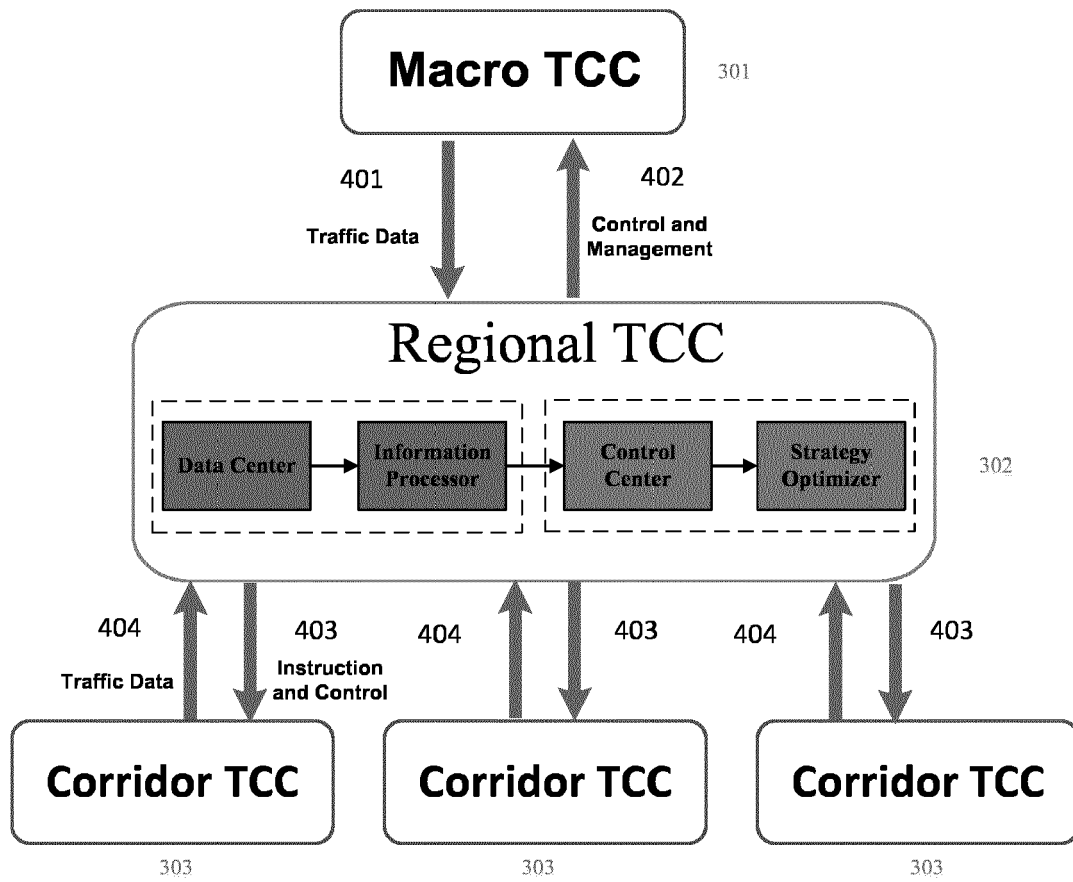 Macro TCC
301
401
402
Traffic Data
Control and
Management
Regional TCC
Data Center
Information
Processor
Control
Center
Strategy
Optimizer
302
404
403
404
403
404
403
Traffic Data
Instruction
and Control
Corridor TCC
Corridor TCC
Corridor TCC
303
303
303